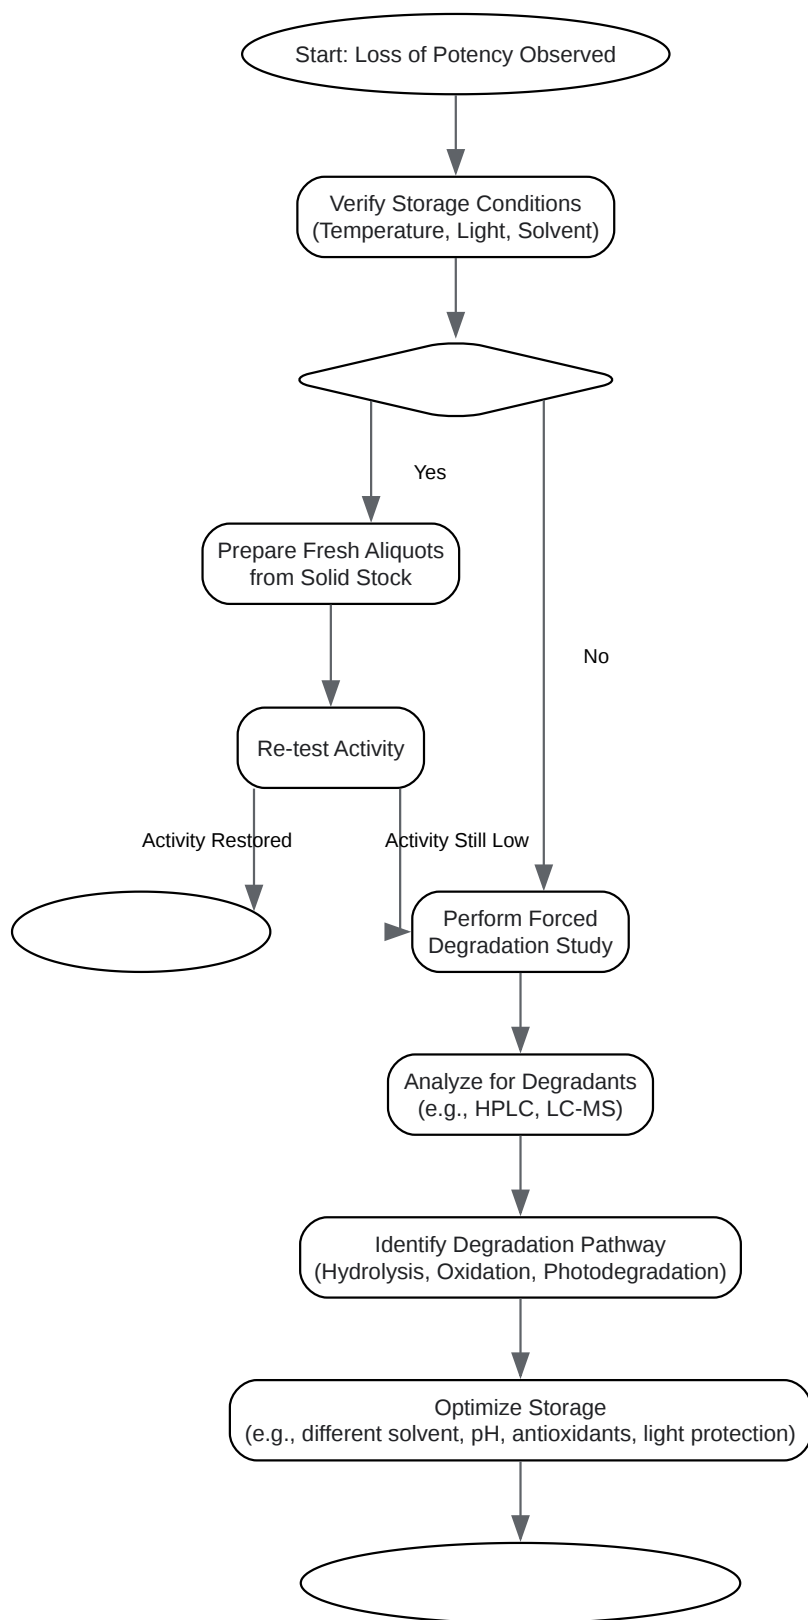 Start: Loss of Potency Observed
Verify Storage Conditions
(Temperature, Light, Solvent)
Yes
Prepare Fresh Aliquots
from Solid Stock
No
Re-test Activity
Activity Restored
Activity Still Low
Perform Forced
Degradation Study
Analyze for Degradants
(e.g., HPLC, LC-MS)
Identify Degradation Pathway
(Hydrolysis, Oxidation, Photodegradation)
Optimize Storage
(e.g., different solvent, pH, antioxidants, light protection)